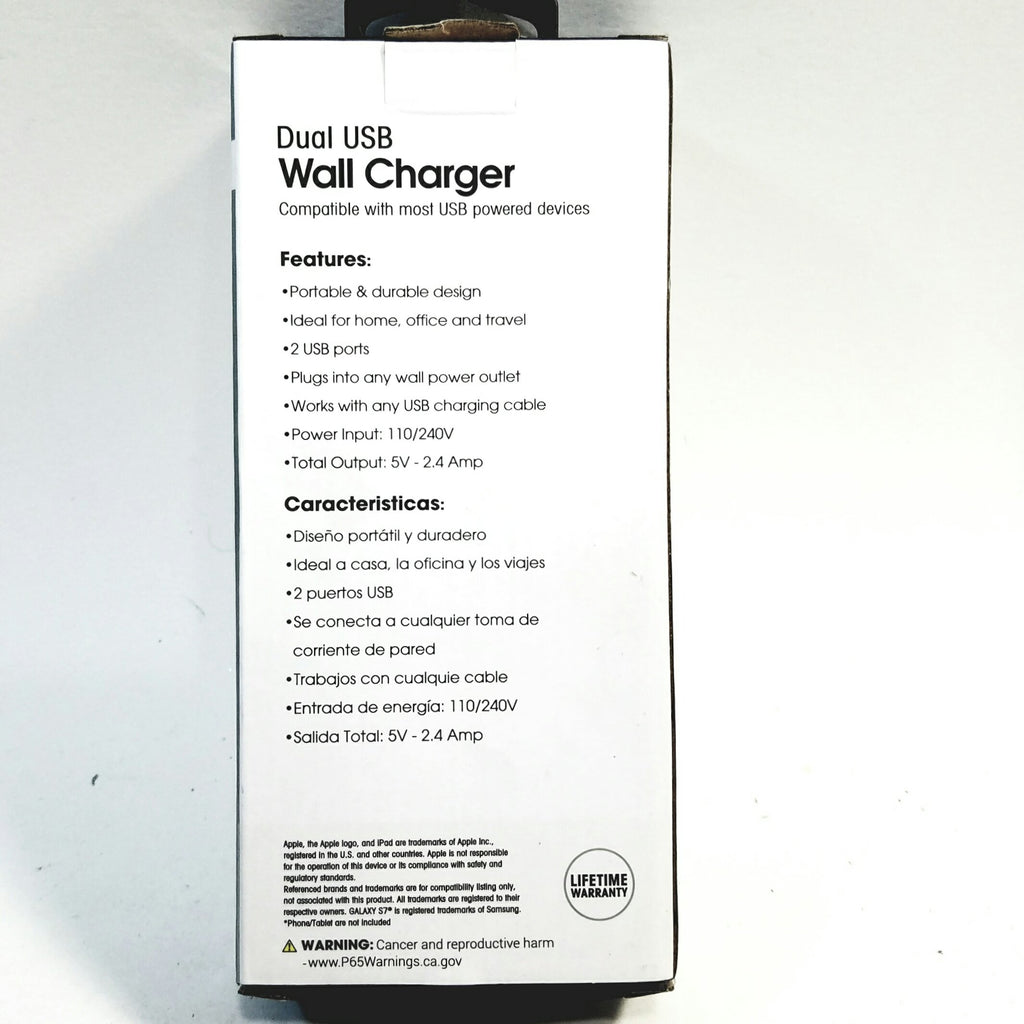 Dual USB
Wall Charger
Compatible with most USB powered devices
Features:
•Portable & durable design
•Ideal for home, office and travel
•2 USB ports
•Plugs into any wall power outlet
•Works with any USB charging cable
•Power Input: 110/240V
•Total Output: 5V - 2.4 Amp
Caracteristicas:
•Diseño portátil y duradero
•Ideal a casa, la oficina y los viajes
•2 puertos USB
•Se conecta a cualquier toma de
corriente de pared
•Trabajos con cualquie cable
•Entrada de energía: 110/240V
•Salida Total: 5V - 2.4 Amp
Apple, the Apple logo, and iPad are trademarks of Apple Inc.,
registered in the U.S. and other countries. Apple is not responsible
for the operation of this device or its compliance with safety and
regulatory standards.
Referenced brands and trademarks are for compatibility listing only,
not associated with this product. All trademarks are registered to their
respective owners. GALAXY S7® is registered trademarks of Samsung.
*Phone/Tablet are not included
LIFETIME
WARRANTY
WARNING: Cancer and reproductive harm
-www.P65Warnings.ca.gov